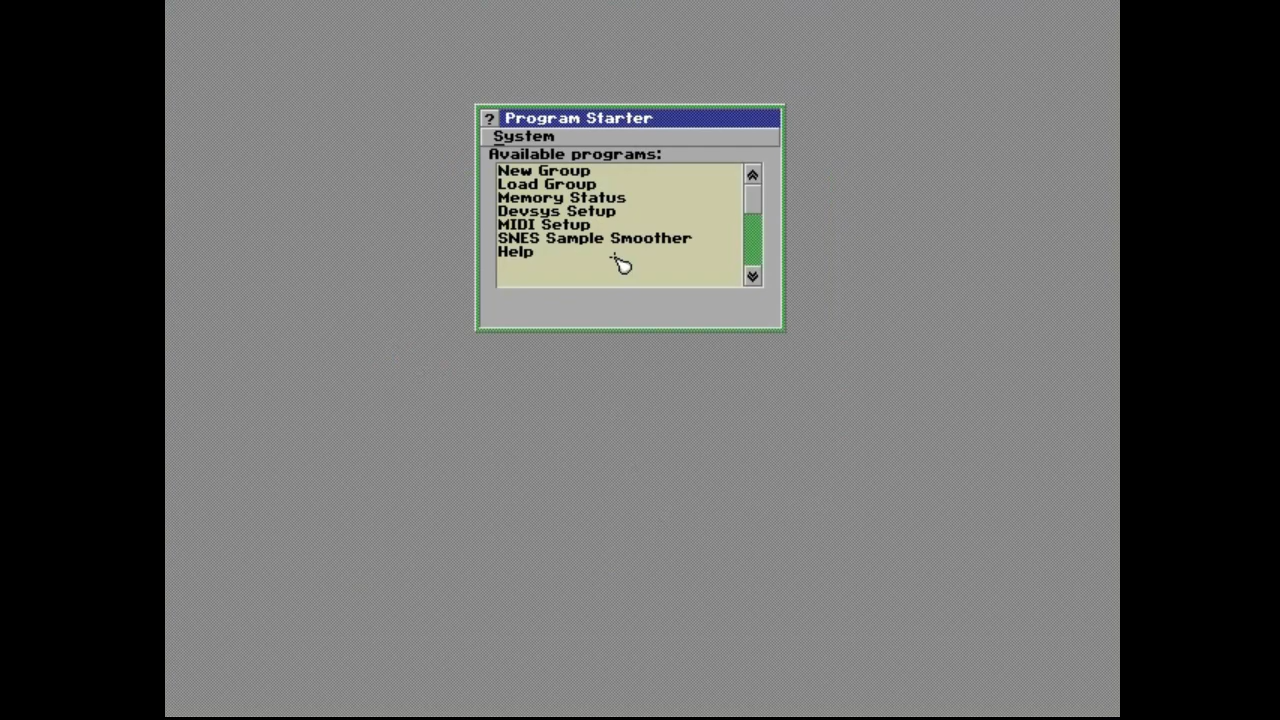 ? Program Starter
System
Available programs:
New Group
Load Group
Memory Status
Devsys Setup
MIDI Setup
SNES Sample Smoother
Help